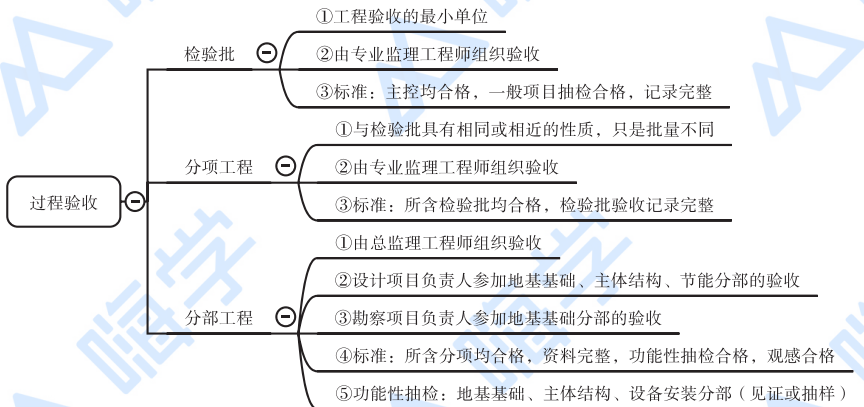 过程验收
检验批
①工程验收的最小单位
②由专业监理工程师组织验收
③标准：主控均合格，一般项目抽检合格，记录完整
分项工程
①与检验批具有相同或相近的性质，只是批量不同
②由专业监理工程师组织验收
③标准：所含检验批均合格，检验批验收记录完整
分部工程
①由总监理工程师组织验收
②设计项目负责人参加地基基础、主体结构、节能分部的验收
③勘察项目负责人参加地基基础分部的验收
④标准：所含分项均合格，资料完整，功能性抽检合格，观感合格
⑤功能性抽检：地基基础、主体结构、设备安装分部（见证或抽样）
嗨学
嗨学